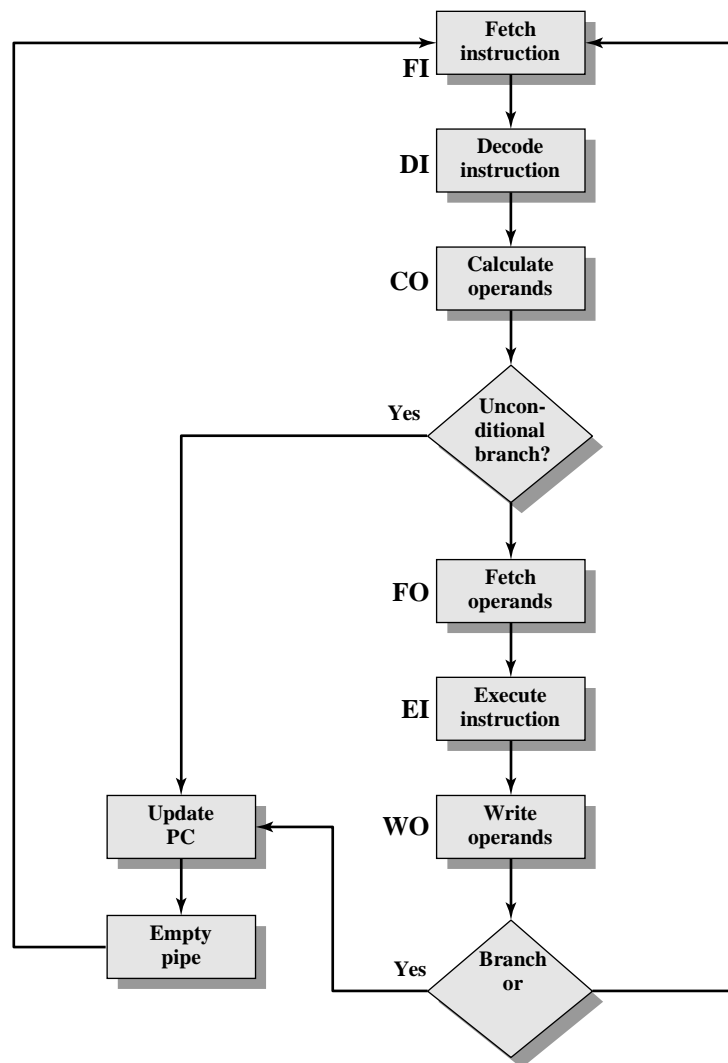 Fetch
instruction
FI
Decode
instruction
DI
Calculate
operands
CO
Yes
Uncon-
ditional
branch?
Fetch
operands
FO
Execute
instruction
EI
Update
PC
Write
operands
WO
Empty
pipe
Yes
Branch
or